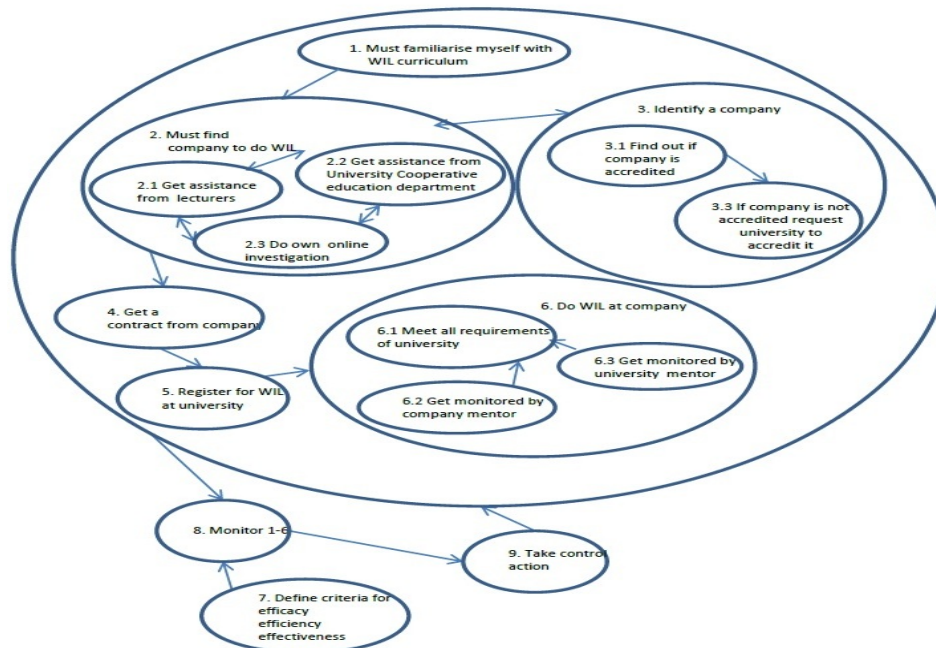 1. Must familiarise myself with
WIL curriculum
2. Must find
company to do WIL
2.1 Get assistance
from lecturers
2.2 Get assistance from
University Cooperative
education department
2.3 Do own online
investigation
3. Identify a company
3.1 Find out if
company is
accredited
3.3 If company is not
accredited request
university to
accredit it
4. Get a
contract from company
5. Register for WIL
at university
6. Do WIL at company
6.1 Meet all requirements
of university
6.3 Get monitored by
university mentor
6.2 Get monitored by
company mentor
8. Monitor 1-6
9. Take control
action
7. Define criteria for
efficacy
efficiency
effectiveness